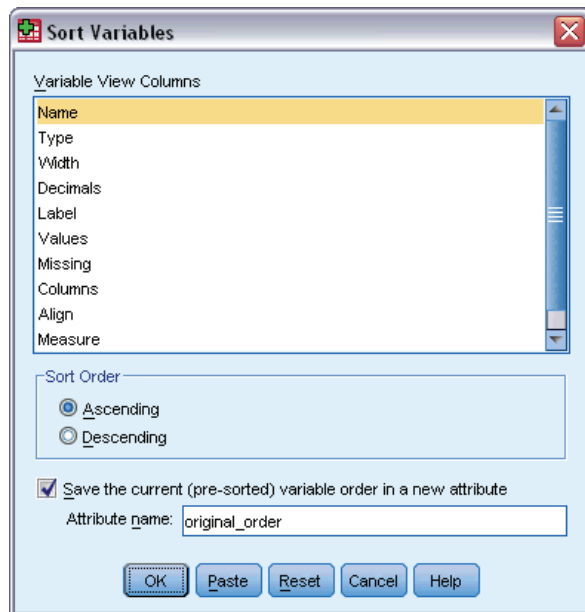 Sort Variables
Variable View Columns
Name
Type
Width
Decimals
Label
Values
Missing
Columns
Align
Measure
Sort Order
Ascending
Descending
Save the current (pre-sorted) variable order in a new attribute
Attribute name: original_order
OK Paste Reset Cancel Help